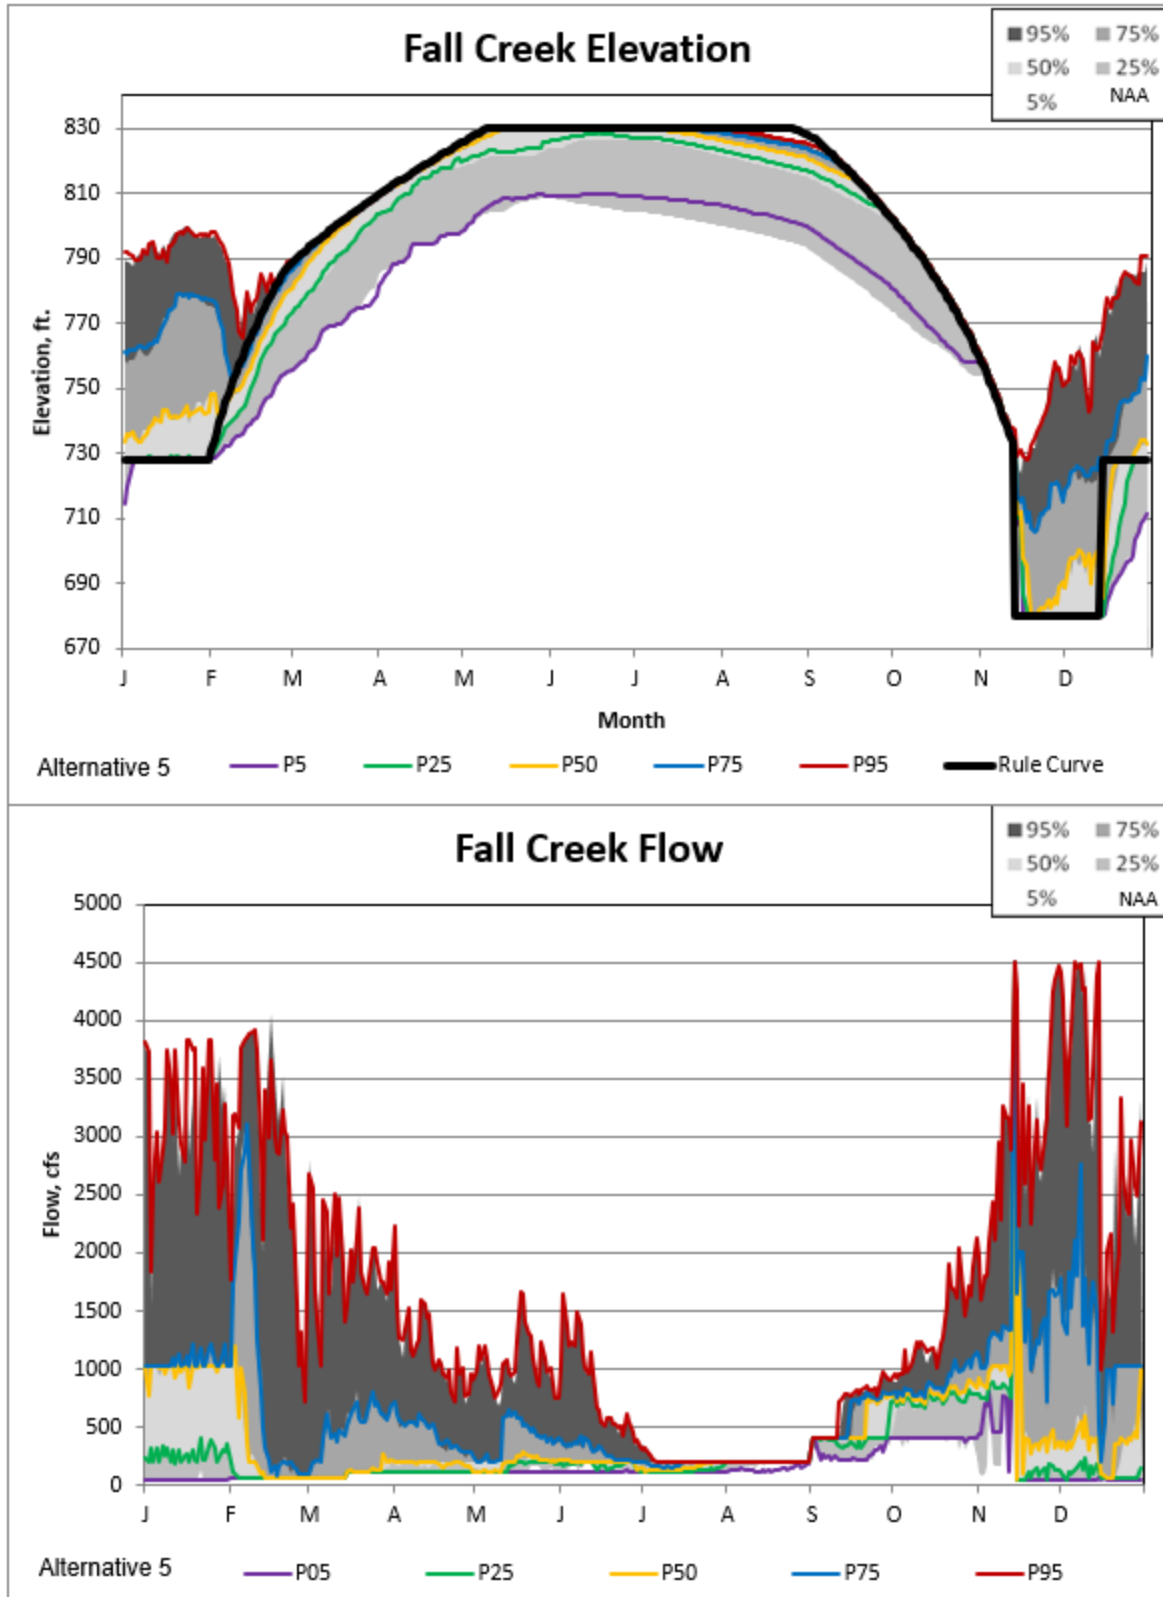 Fall Creek Elevation
95% 75%
50% 25%
5% NAA
830
810
790
770
750
730
710
690
670
Elevation, ft.
J F M A M J J A S O N D
Month
Alternative 5 P5 P25 P50 P75 P95 Rule Curve
Fall Creek Flow
95% 75%
50% 25%
5% NAA
5000
4500
4000
3500
3000
2500
2000
1500
1000
500
0
Flow, cfs
J F M A M J J A S O N D
Alternative 5 P05 P25 P50 P75 P95